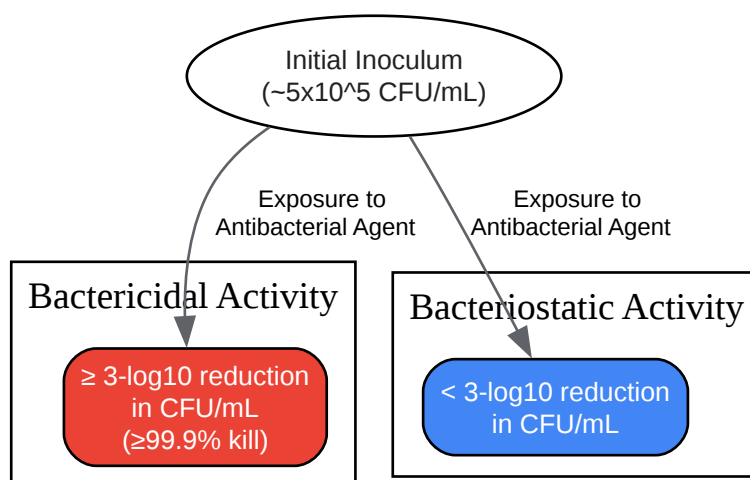 Initial Inoculum
(~5x10^5 CFU/mL)
Exposure to
Antibacterial Agent
Exposure to
Antibacterial Agent
Bactericidal Activity
≥ 3-log10 reduction
in CFU/mL
(≥99.9% kill)
Bacteriostatic Activity
< 3-log10 reduction
in CFU/mL